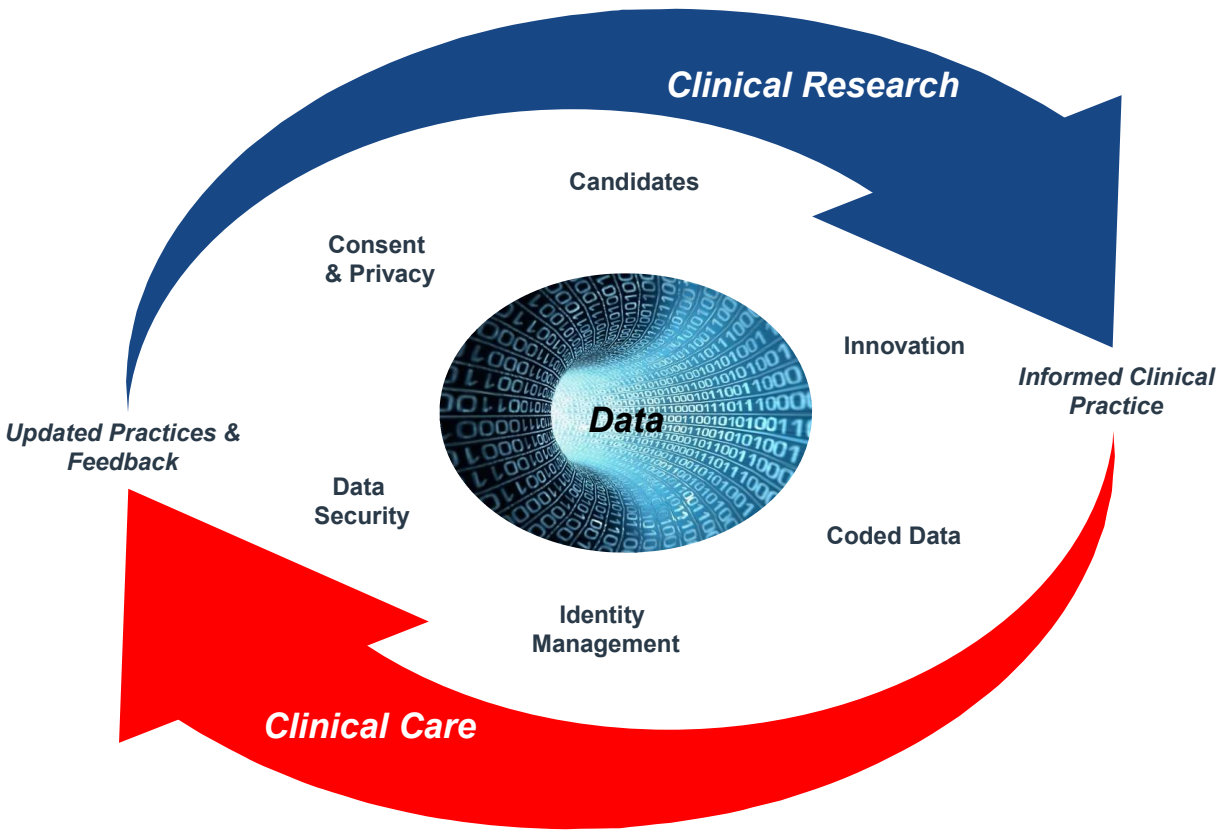 Clinical Research
Candidates
Consent
& Privacy
Innovation
Informed Clinical
Practice
Data
Updated Practices &
Feedback
Data
Security
Coded Data
Identity
Management
Clinical Care